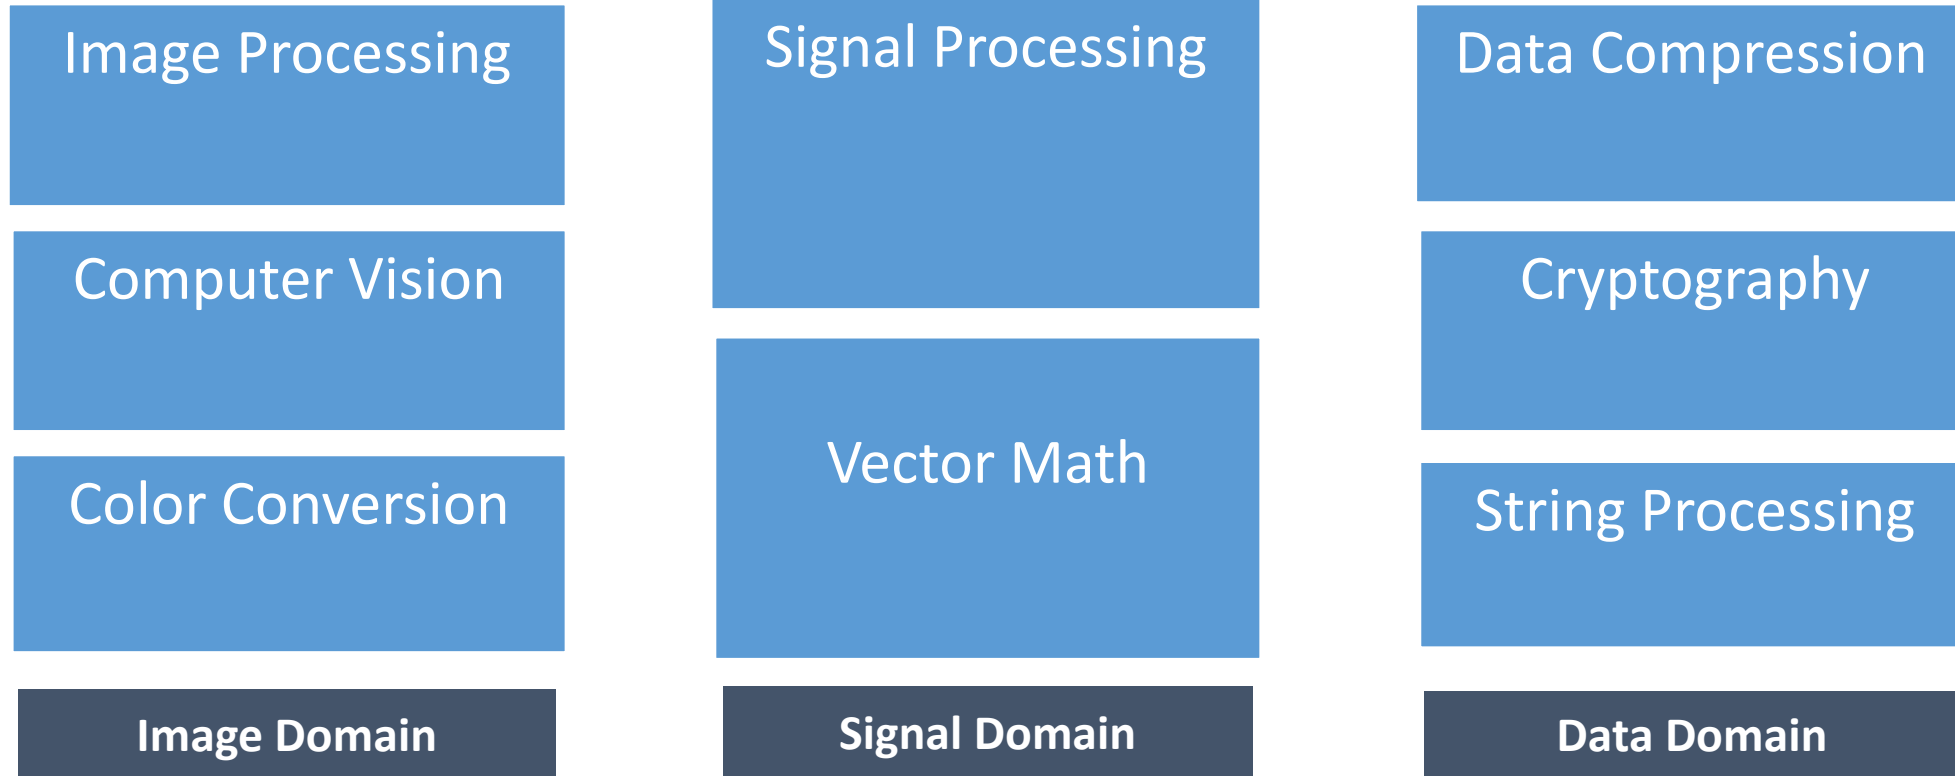 Image Processing
Computer Vision
Color Conversion
Image Domain
Signal Processing
Vector Math
Signal Domain
Data Compression
Cryptography
String Processing
Data Domain